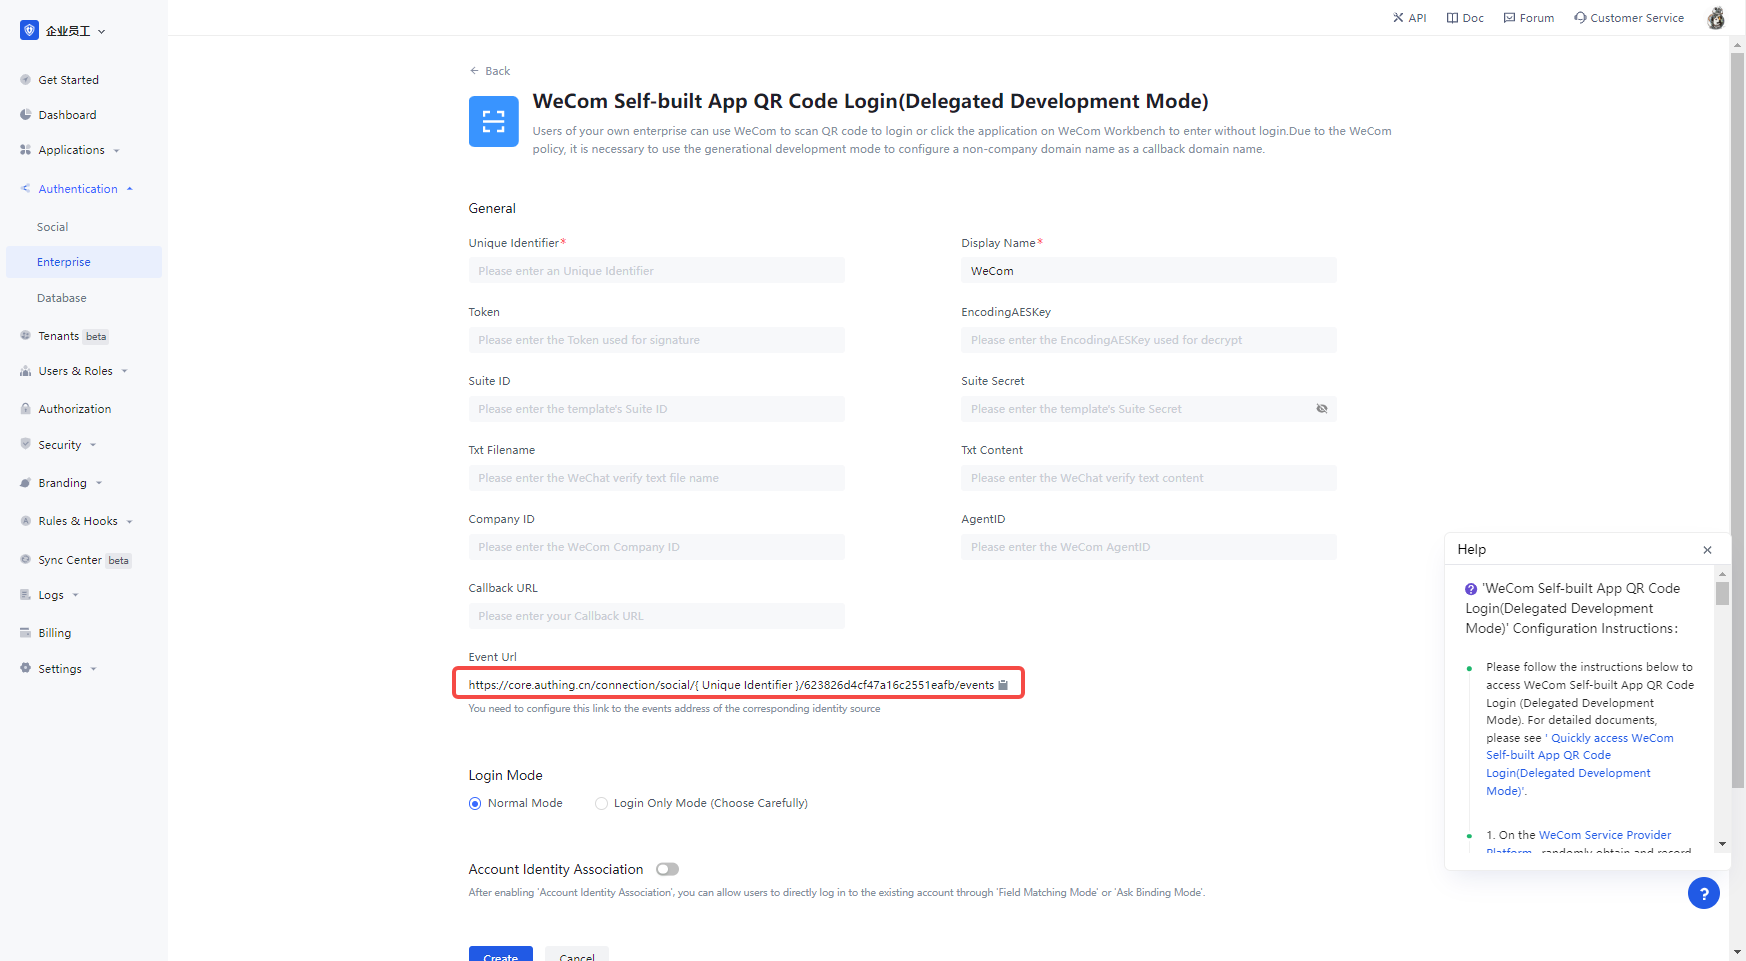 企业员工
API
Doc
Forum
Customer Service
Get Started
Dashboard
Applications
Authentication
Social
Enterprise
Database
Tenants beta
Users & Roles
Authorization
Security
Branding
Rules & Hooks
Sync Center beta
Logs
Billing
Settings
Back
WeCom Self-built App QR Code Login(Delegated Development Mode)
Users of your own enterprise can use WeCom to scan QR code to login or click the application on WeCom Workbench to enter without login.Due to the WeCom
policy, it is necessary to use the generational development mode to configure a non-company domain name as a callback domain name.
General
Unique Identifier*
Please enter an Unique Identifier
Display Name*
WeCom
Token
Please enter the Token used for signature
EncodingAESKey
Please enter the EncodingAESKey used for decrypt
Suite ID
Please enter the template's Suite ID
Suite Secret
Please enter the template's Suite Secret
Txt Filename
Please enter the WeChat verify text file name
Txt Content
Please enter the WeChat verify text content
Company ID
Please enter the WeCom Company ID
AgentID
Please enter the WeCom AgentID
Callback URL
Please enter your Callback URL
Event Url
https://core.authing.cn/connection/social/{ Unique Identifier }/623826d4cf47a16c2551eafb/events
You need to configure this link to the events address of the corresponding identity source
Login Mode
Normal Mode
Login Only Mode (Choose Carefully)
Account Identity Association
After enabling 'Account Identity Association', you can allow users to directly log in to the existing account through 'Field Matching Mode' or 'Ask Binding Mode'.
Create
Cancel
Help
? 'WeCom Self-built App QR Code
Login(Delegated Development
Mode)' Configuration Instructions:
Please follow the instructions below to
access WeCom Self-built App QR Code
Login (Delegated Development
Mode). For detailed documents,
please see ' Quickly access WeCom
Self-built App QR Code
Login(Delegated Development
Mode)'.
1. On the WeCom Service Provider
Platform , randomly obtain and record
?